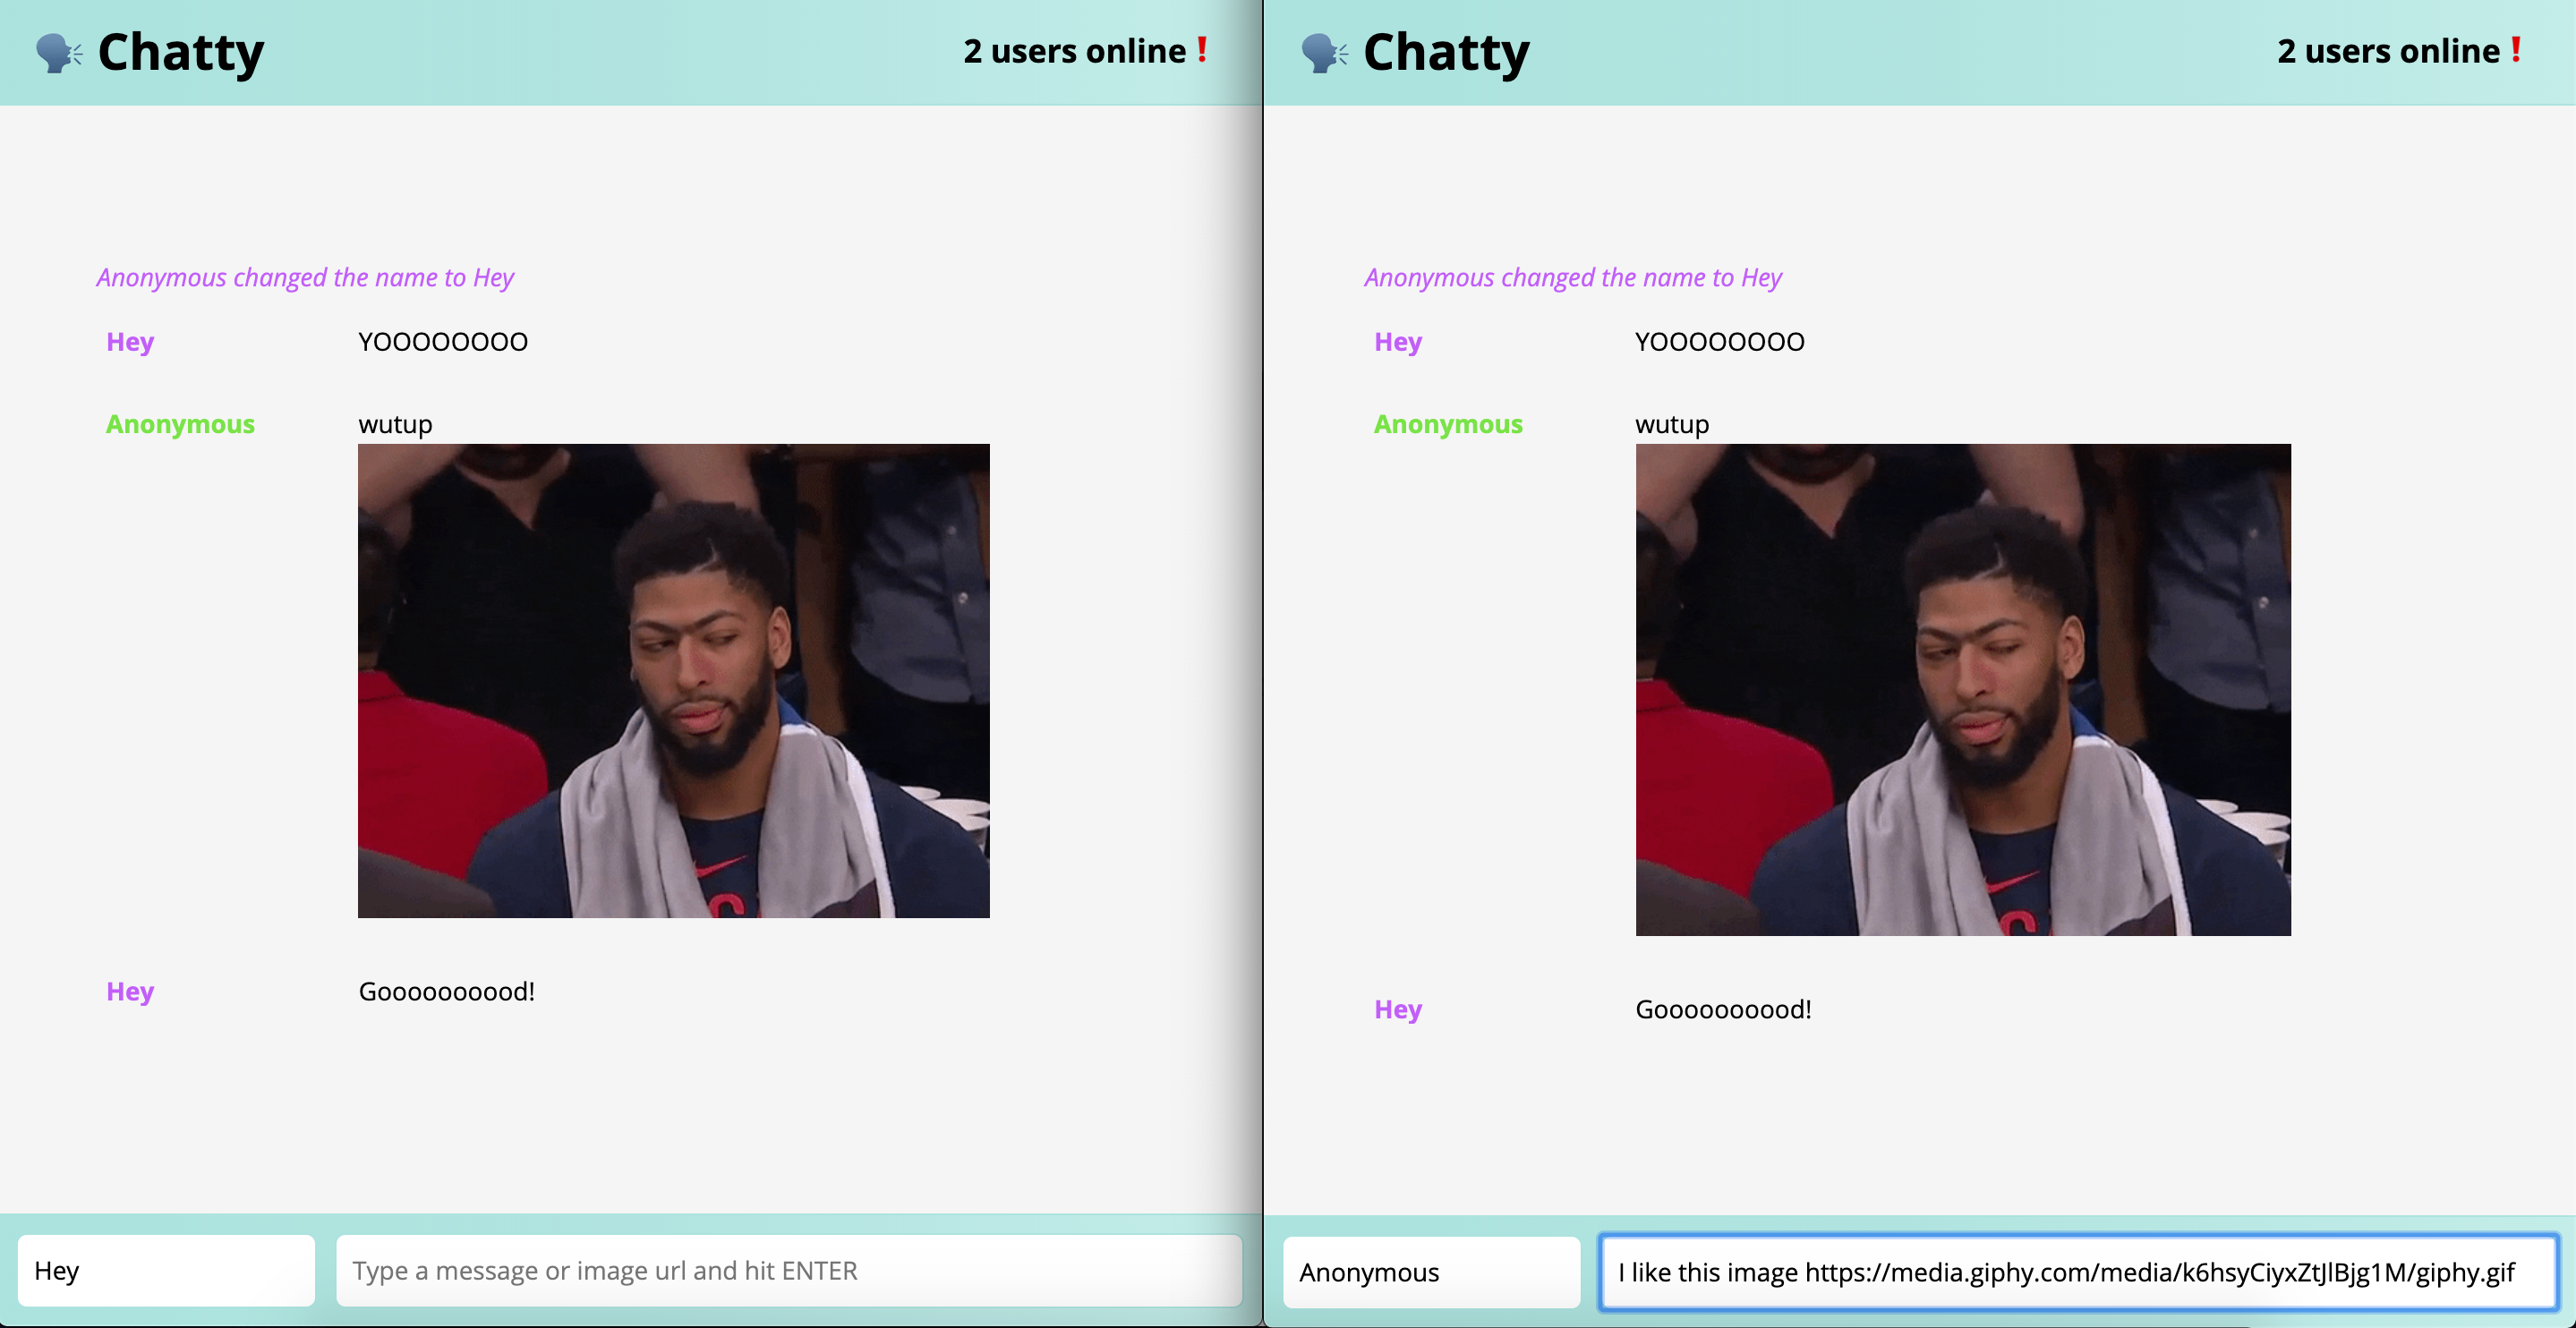 Chatty
2 users online❗
Anonymous changed the name to Hey
Hey YOOOOOOOO
Anonymous wutup
Hey Goooooooood!
Hey
Type a message or image url and hit ENTER
Chatty
2 users online❗
Anonymous changed the name to Hey
Hey YOOOOOOOO
Anonymous wutup
Hey Goooooooood!
Anonymous
I like this image https://media.giphy.com/media/k6hsyCiyxZtJlBjg1M/giphy.gif